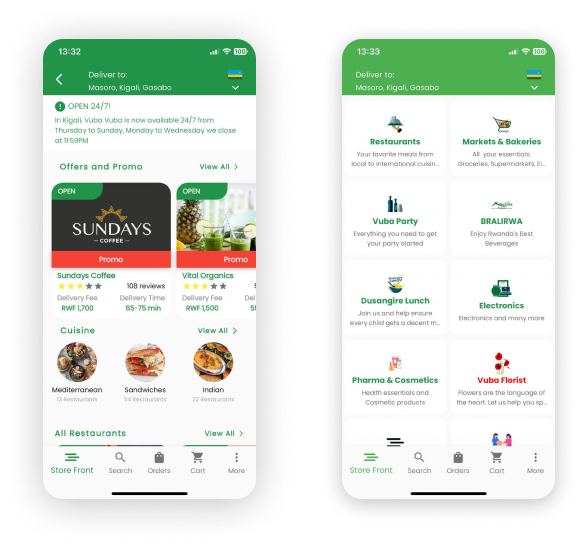 13:32
100
Deliver to:
Masoro, Kigali, Gasabo
OPEN 24/7!
In Kigali, Vuba Vuba is now available 24/7 from
Thursday to Sunday, Monday to Wednesday we close
at 11:59PM
Offers and Promo View All >
OPEN
SUNDAYS
– COFFEE –
Promo
Sundays Coffee
108 reviews
Delivery Fee Delivery Time
RWF 1,700 65-75 min
OPEN
Promo
Vital Organics
Delivery Fee
RWF 1,500
Cuisine View All >
Mediterranean Sandwiches Indian
13 Restaurants 54 Restaurants 22 Restaurants
All Restaurants View All >
Store Front Search Orders Cart More
13:33
100
Deliver to:
Masoro, Kigali, Gasabo
Restaurants
Your favorite meals from
local to international cuisin...
Markets & Bakeries
All your essentials:
Groceries, Supermarkets, El...
Vuba Party
Everything you need to get
your party started
BRALIRWA
Enjoy Rwanda's Best
Beverages
Dusangire Lunch
Join us and help ensure
every child gets a decent m...
Electronics
Electronics and many more
Pharma & Cosmetics
Health essentials and
Cosmetic products
Vuba Florist
Flowers are the language of
the heart. Let us help you sp...
Store Front Search Orders Cart More